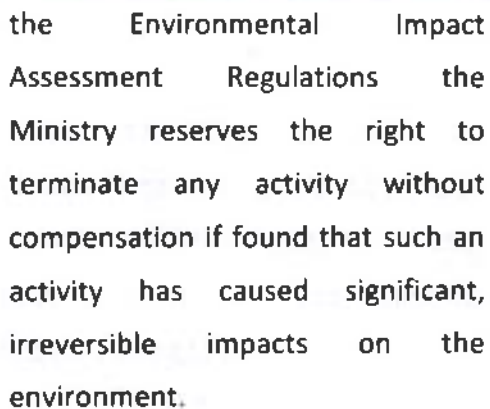 the Environmental Impact
Assessment Regulations the
Ministry reserves the right to
terminate any activity without
compensation if found that such an
activity has caused significant,
irreversible impacts on the
environment.